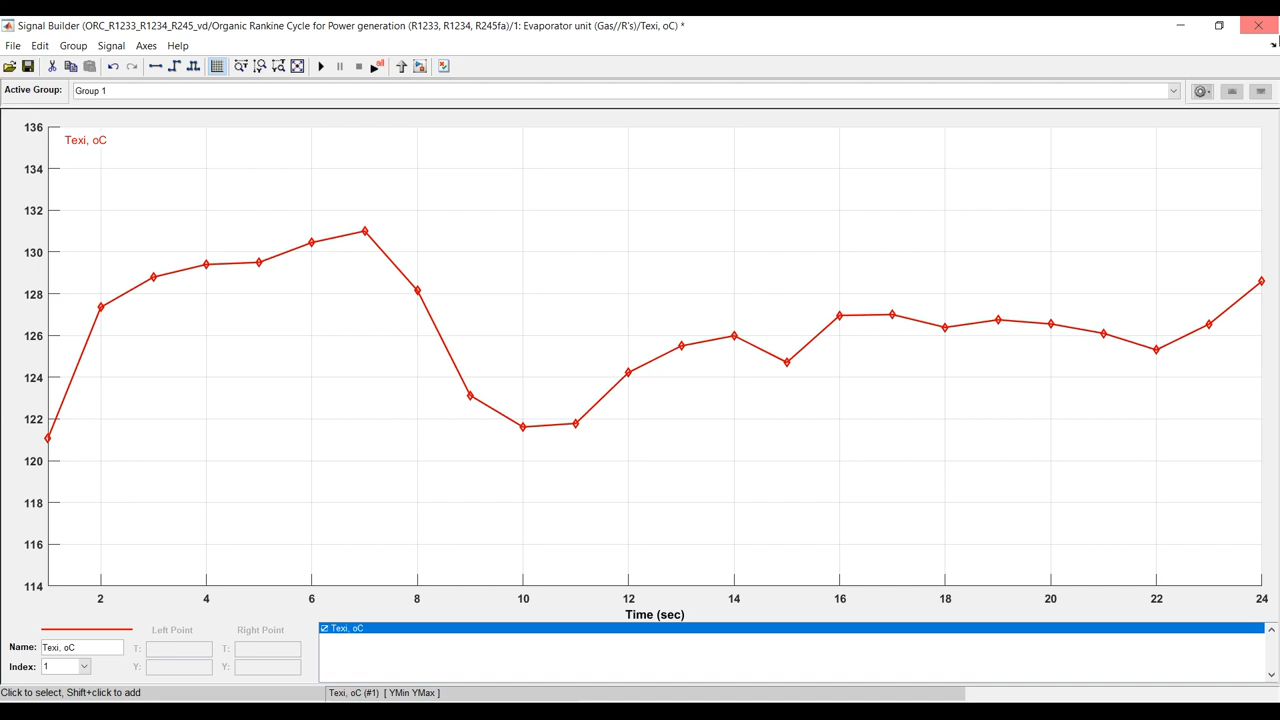 Signal Builder (ORC_R1233_R1234_R245_vd/Organic Rankine Cycle for Power generation (R1233, R1234, R245fa)/1: Evaporator unit (Gas//R's)/Texi, oC) *
File Edit Group Signal Axes Help
all
Active Group: Group 1
136
Texi, oC
134
132
130
128
126
124
122
120
118
116
114
2 4 6 8 10 12 14 16 18 20 22 24
Time (sec)
Left Point Right Point
Texi, oC
Name: Texi, oC T: T:
Index: 1 Y: Y:
Click to select, Shift+click to add
Texi, oC (#1) [ YMin YMax ]